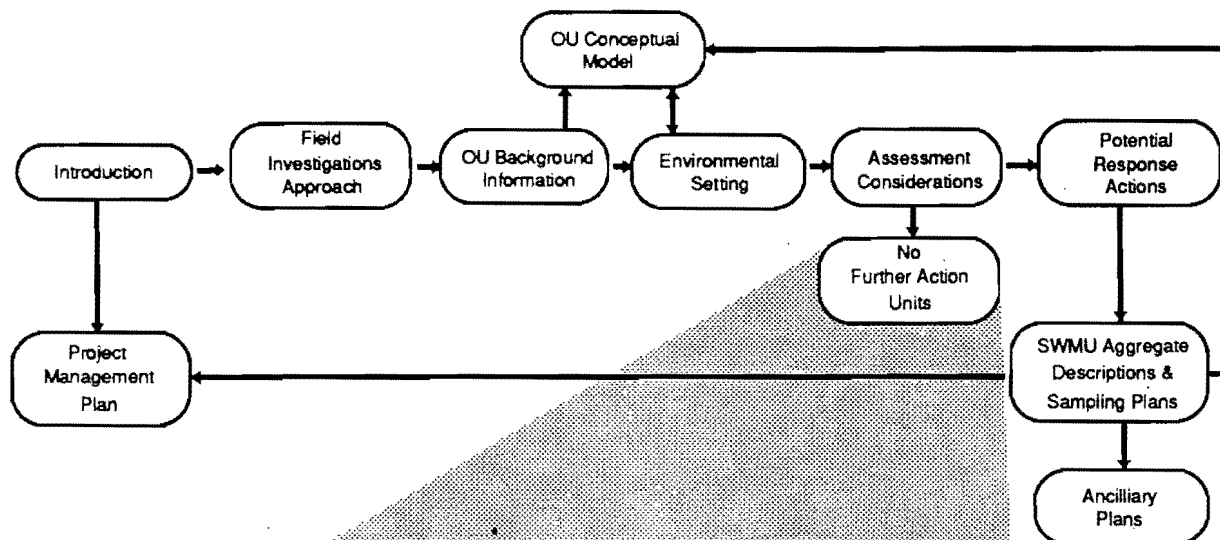 OU Conceptual
Model
Introduction
Field
Investigations
Approach
OU Background
Information
Environmental
Setting
Assessment
Considerations
Potential
Response
Actions
No
Further Action
Units
Project
Management
Plan
SWMU Aggregate
Descriptions &
Sampling Plans
Ancilliary
Plans